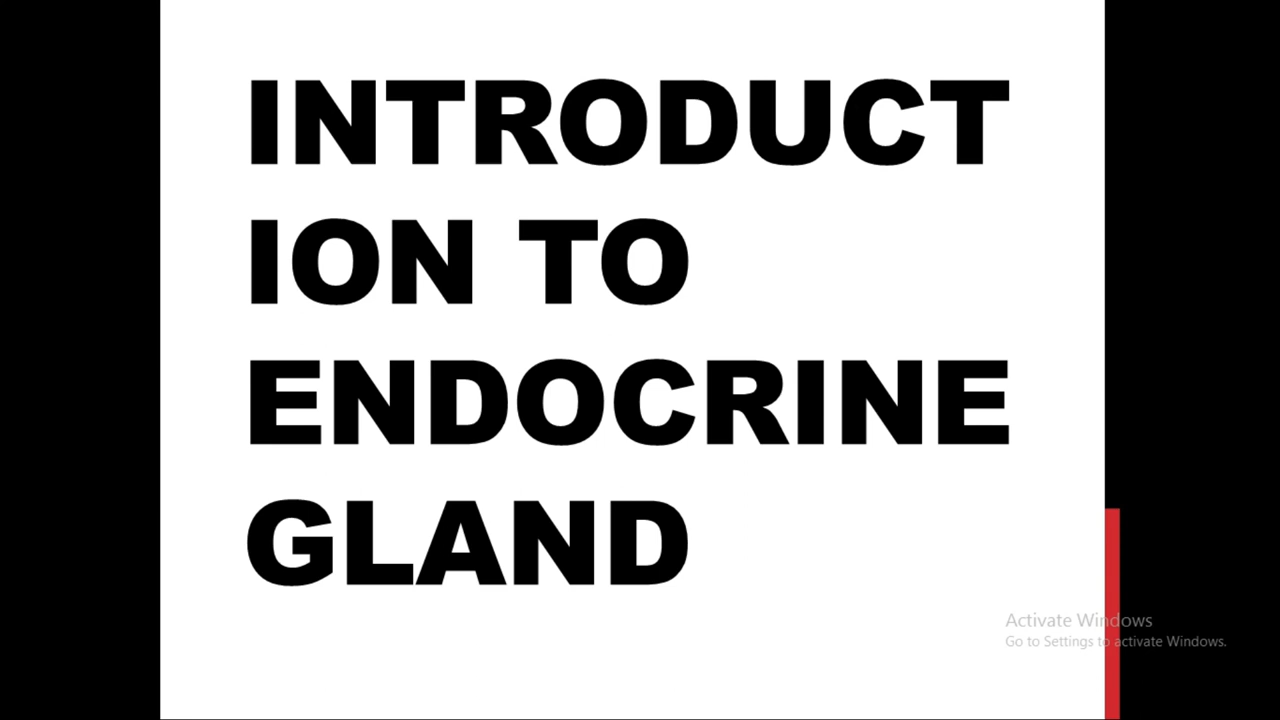 INTRODUCT
ION TO
ENDOCRINE
GLAND
Activate Windows
Go to Settings to activate Windows.